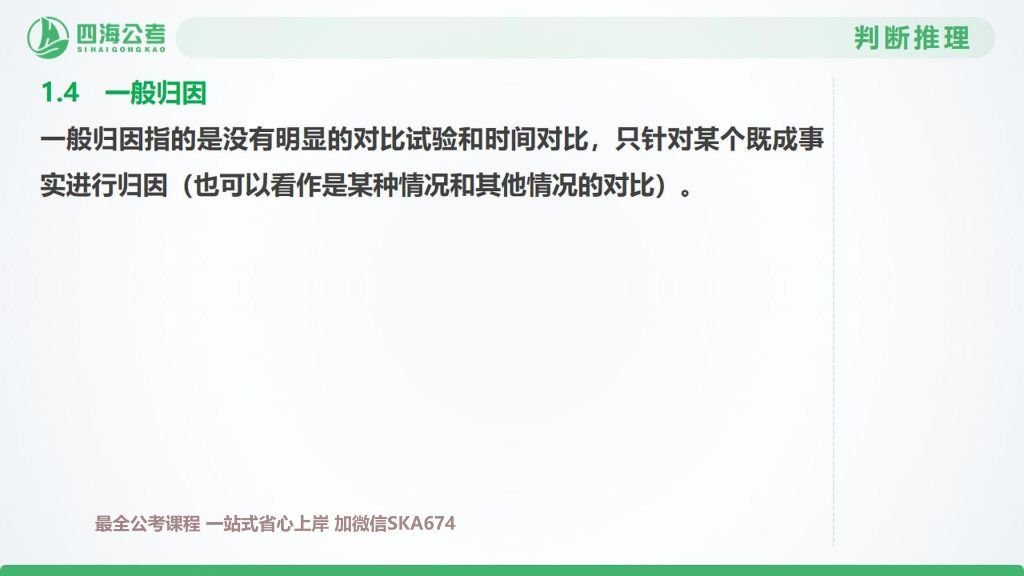 四海公考
SIHAIGONGKAO
判断推理
1.4 一般归因
一般归因指的是没有明显的对比试验和时间对比，只针对某个既成事
实进行归因（也可以看作是某种情况和其他情况的对比）。
最全公考课程 一站式省心上岸 加微信SKA674